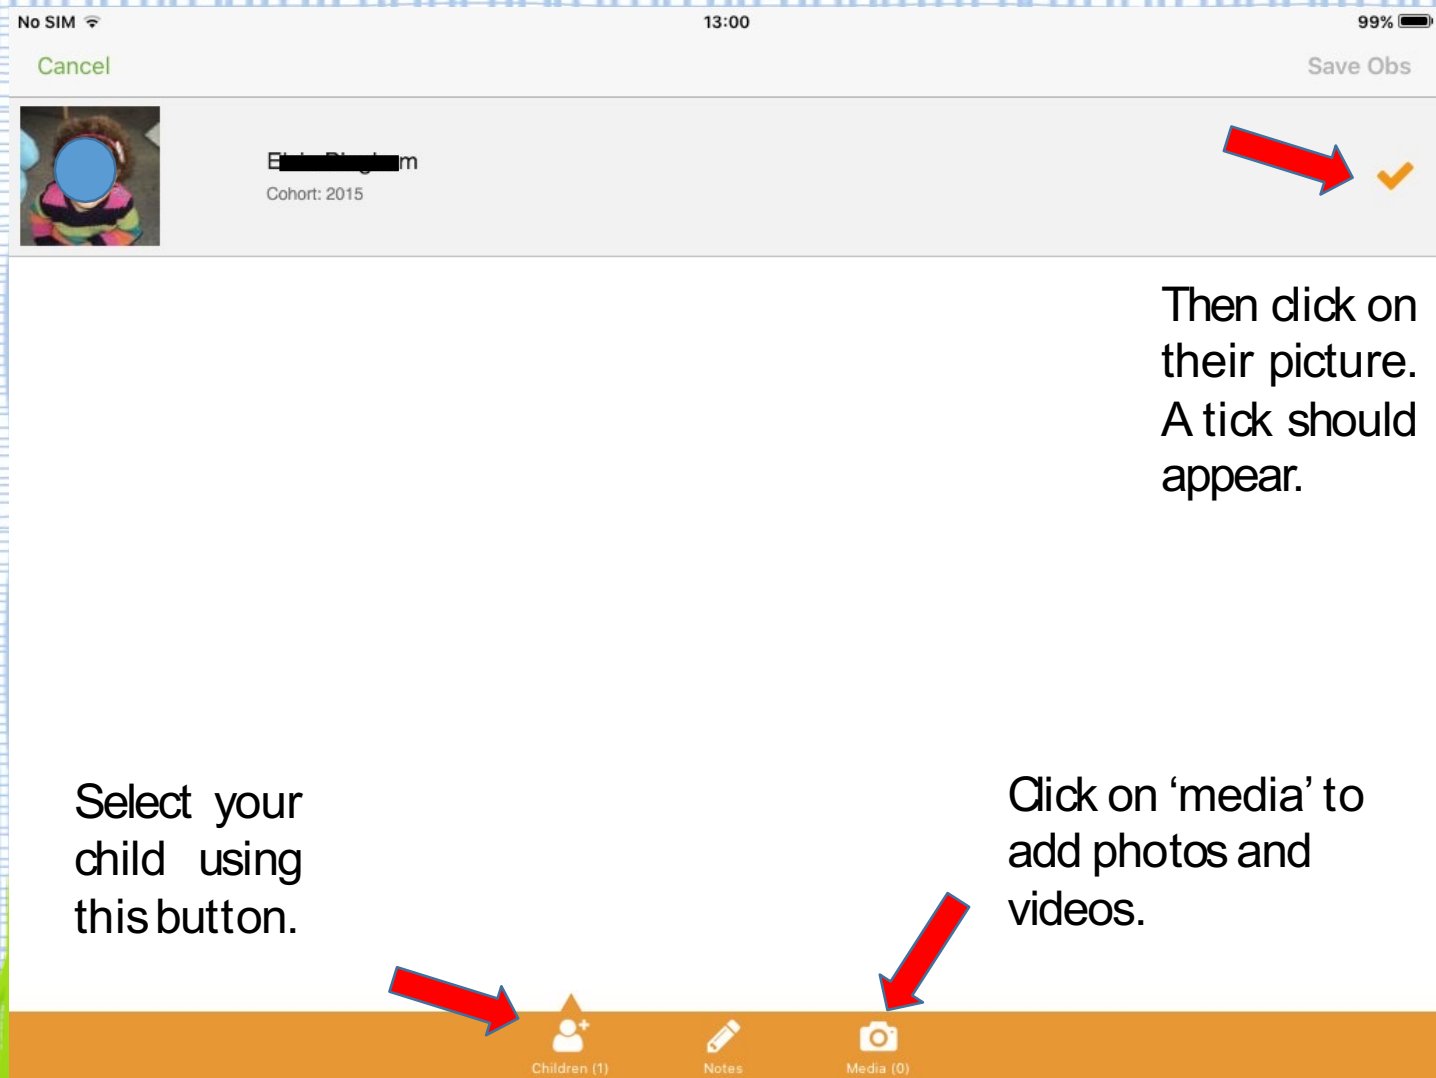 No SIM 13:00 99%
Cancel Save Obs
Cohort: 2015
Then click on
their picture.
A tick should
appear.
Select your
child using
this button.
Click on ‘media’ to
add photos and
videos.
Children (1) Notes Media (0)